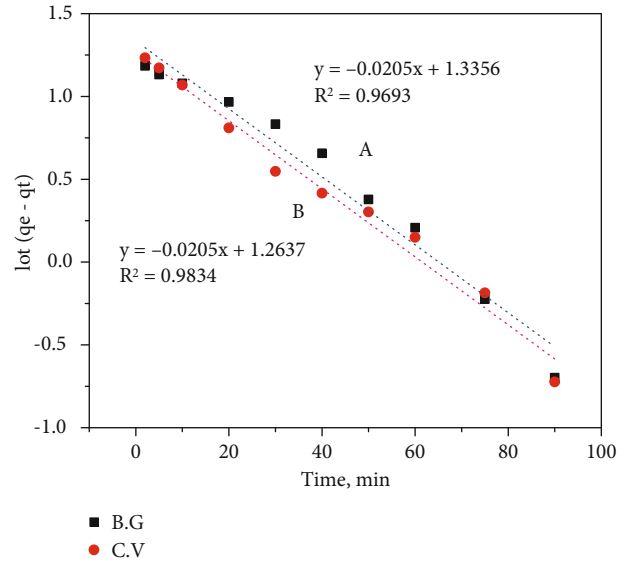 1.5
1.0
0.5
0.0
-0.5
-1.0
lot (qe - qt)
y = –0.0205x + 1.3356
R² = 0.9693
A
B
y = –0.0205x + 1.2637
R² = 0.9834
0 20 40 60 80 100
Time, min
B.G
C.V